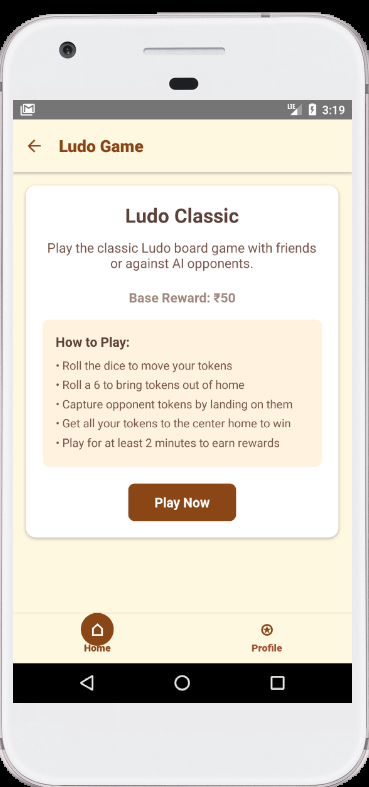 LTE 3:19
Ludo Game
Ludo Classic
Play the classic Ludo board game with friends
or against AI opponents.
Base Reward: ₹50
How to Play:
• Roll the dice to move your tokens
• Roll a 6 to bring tokens out of home
• Capture opponent tokens by landing on them
• Get all your tokens to the center home to win
• Play for at least 2 minutes to earn rewards
Play Now
Home Profile